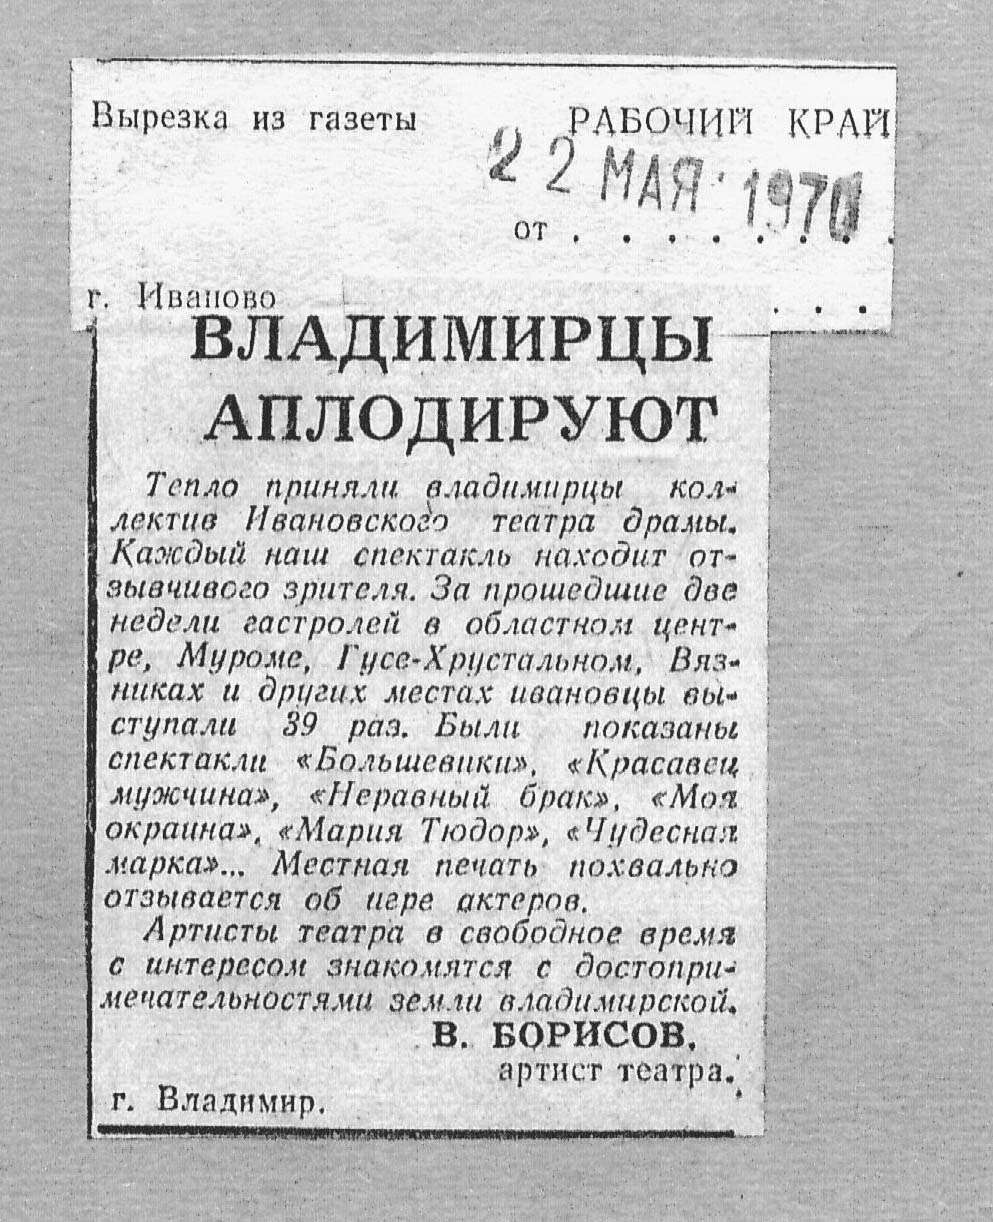 Вырезка из газеты РАБОЧИЙ КРАЙ
22 МАЯ 1970
от . . . . . . . .
г. Иваново . . .
ВЛАДИМИРЦЫ
АПЛОДИРУЮТ
Тепло приняли владимирцы кол-
лектив Ивановского театра драмы.
Каждый наш спектакль находит от-
зывчивого зрителя. За прошедшие две
недели гастролей в областном цент-
ре, Муроме, Гусе-Хрустальном, Вяз-
никах и других местах ивановцы вы-
ступали 39 раз. Были показаны
спектакли «Большевики», «Красавец
мужчина», «Неравный брак», «Моя
окраина», «Мария Тюдор», «Чудесная
марка»... Местная печать похвально
отзывается об игре актеров.
Артисты театра в свободное время
с интересом знакомятся с достопри-
мечательностями земли владимирской.
В. БОРИСОВ,
артист театра.
г. Владимир.